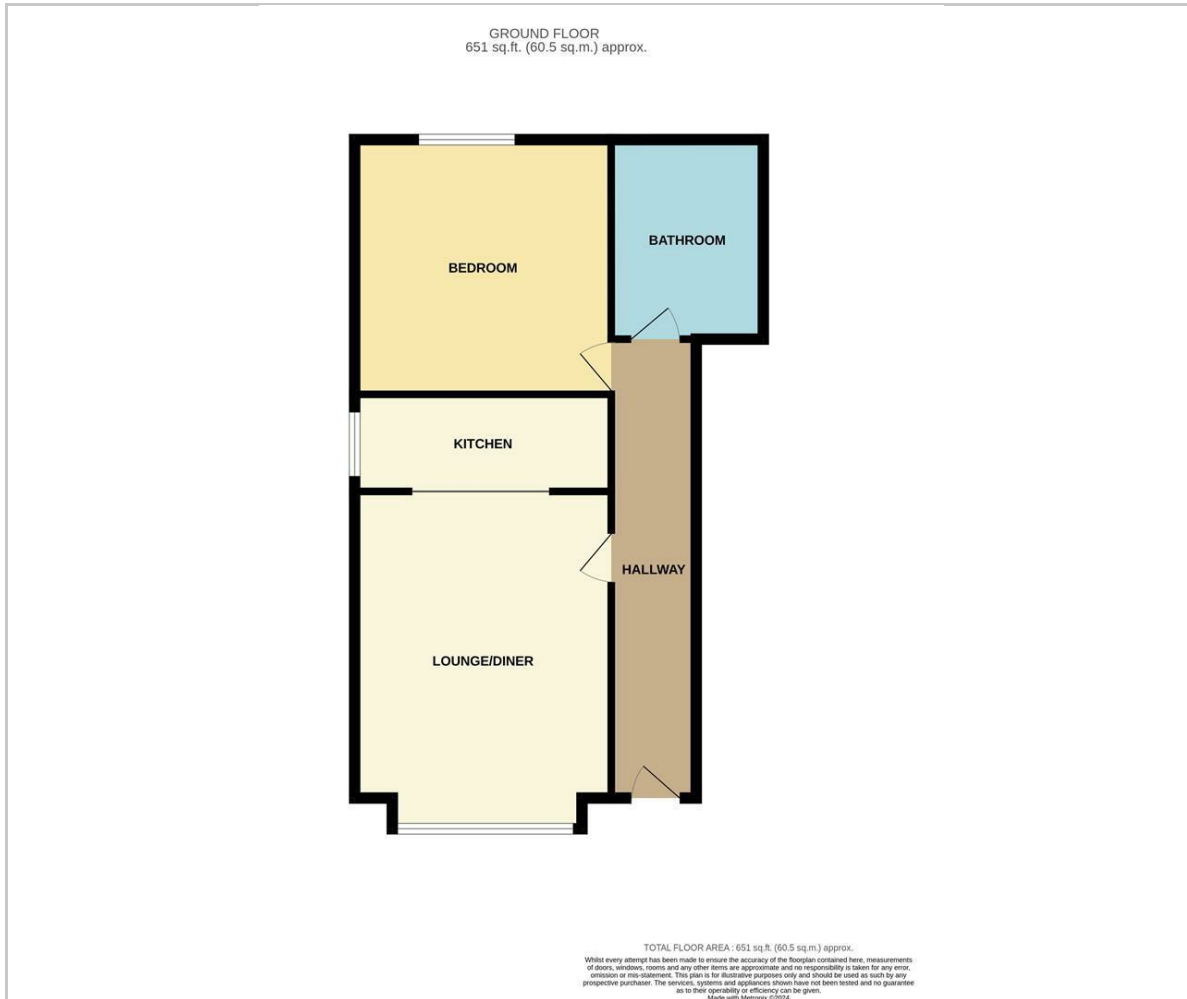 GROUND FLOOR
651 sq.ft. (60.5 sq.m.) approx.
BATHROOM
BEDROOM
KITCHEN
HALLWAY
LOUNGE/DINER
TOTAL FLOOR AREA : 651 sq.ft. (60.5 sq.m.) approx.
Whilst every attempt has been made to ensure the accuracy of the floorplan contained here, measurements
of doors, windows, rooms and any other items are approximate and no responsibility is taken for any error,
omission or mis-statement. This plan is for illustrative purposes only and should be used as such by any
prospective purchaser. The services, systems and appliances shown have not been tested and no guarantee
as to their operability or efficiency can be given.
Made with Metropix ©2024